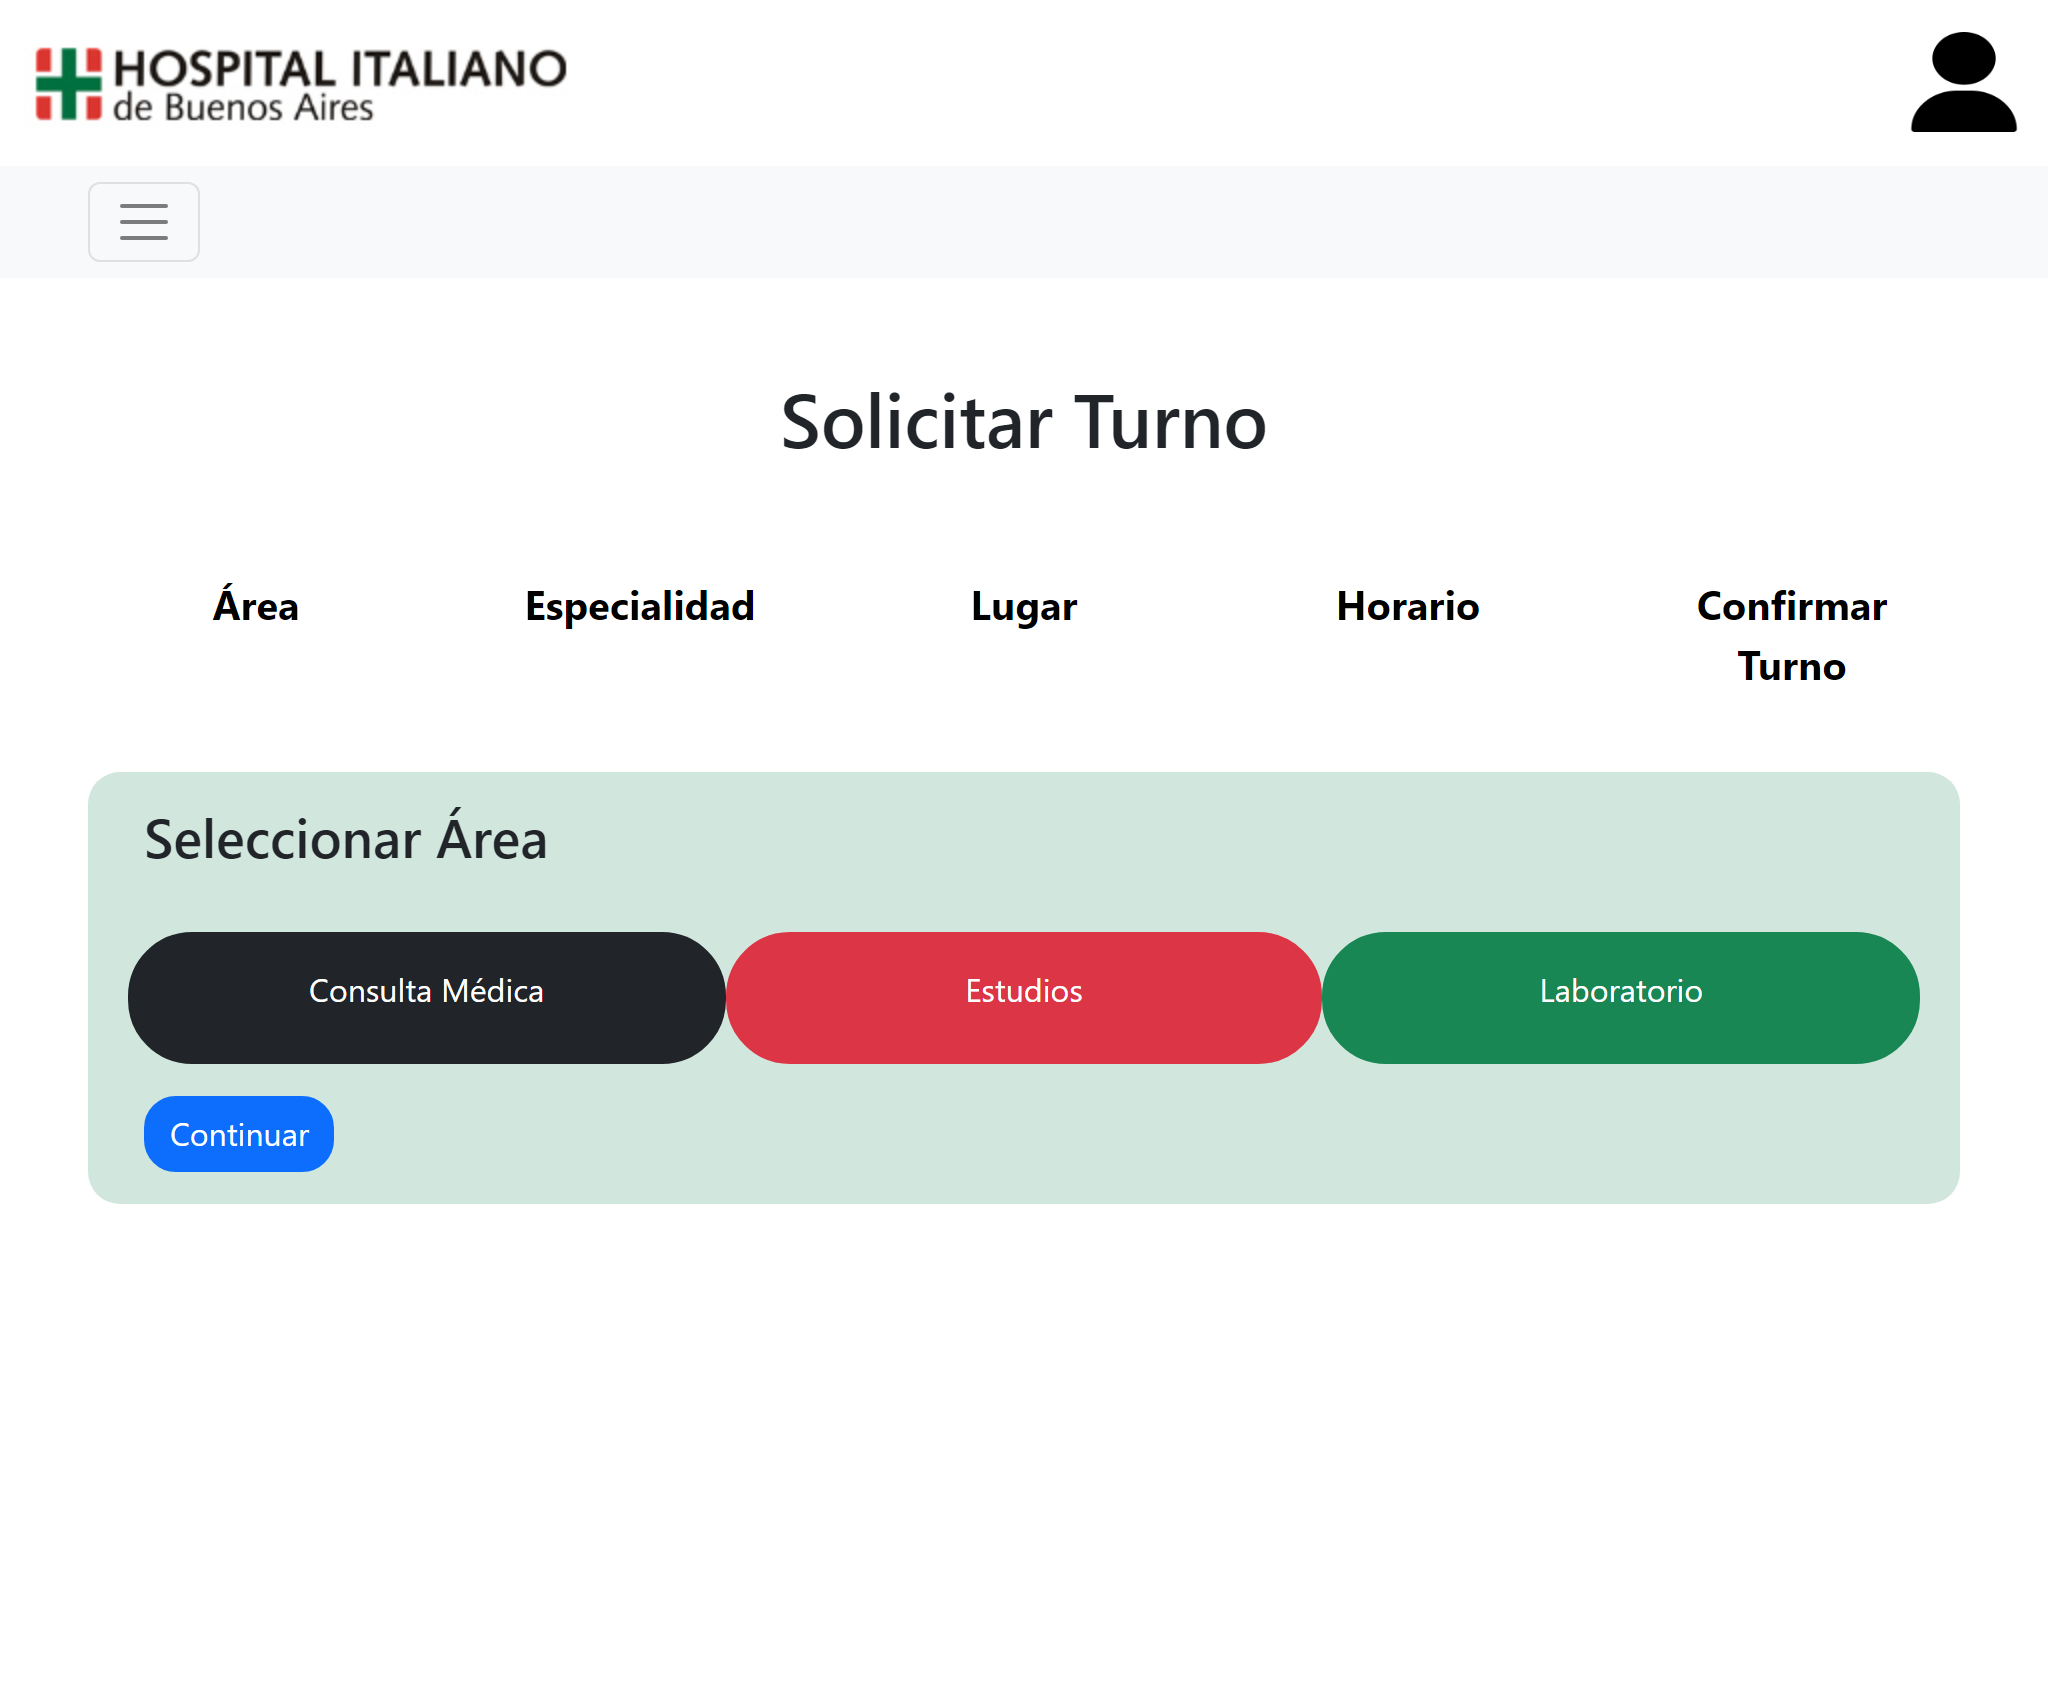 HOSPITAL ITALIANO
de Buenos Aires
Solicitar Turno
Área
Especialidad
Lugar
Horario
Confirmar
Turno
Seleccionar Área
Consulta Médica
Estudios
Laboratorio
Continuar